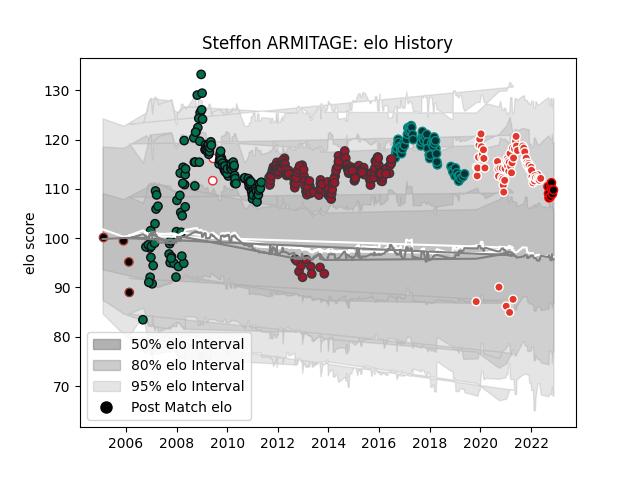 Steffon ARMITAGE: elo History
elo score
130
120
110
100
90
80
70
50% elo Interval
80% elo Interval
95% elo Interval
Post Match elo
2006 2008 2010 2012 2014 2016 2018 2020 2022